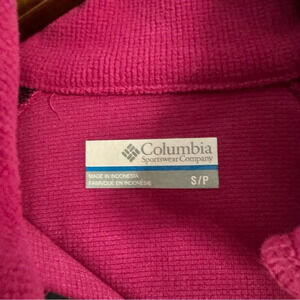 Columbia
Sportswear Company
MADE IN INDONESIA
FABRIQUÉ EN INDONÉSIE
S/P